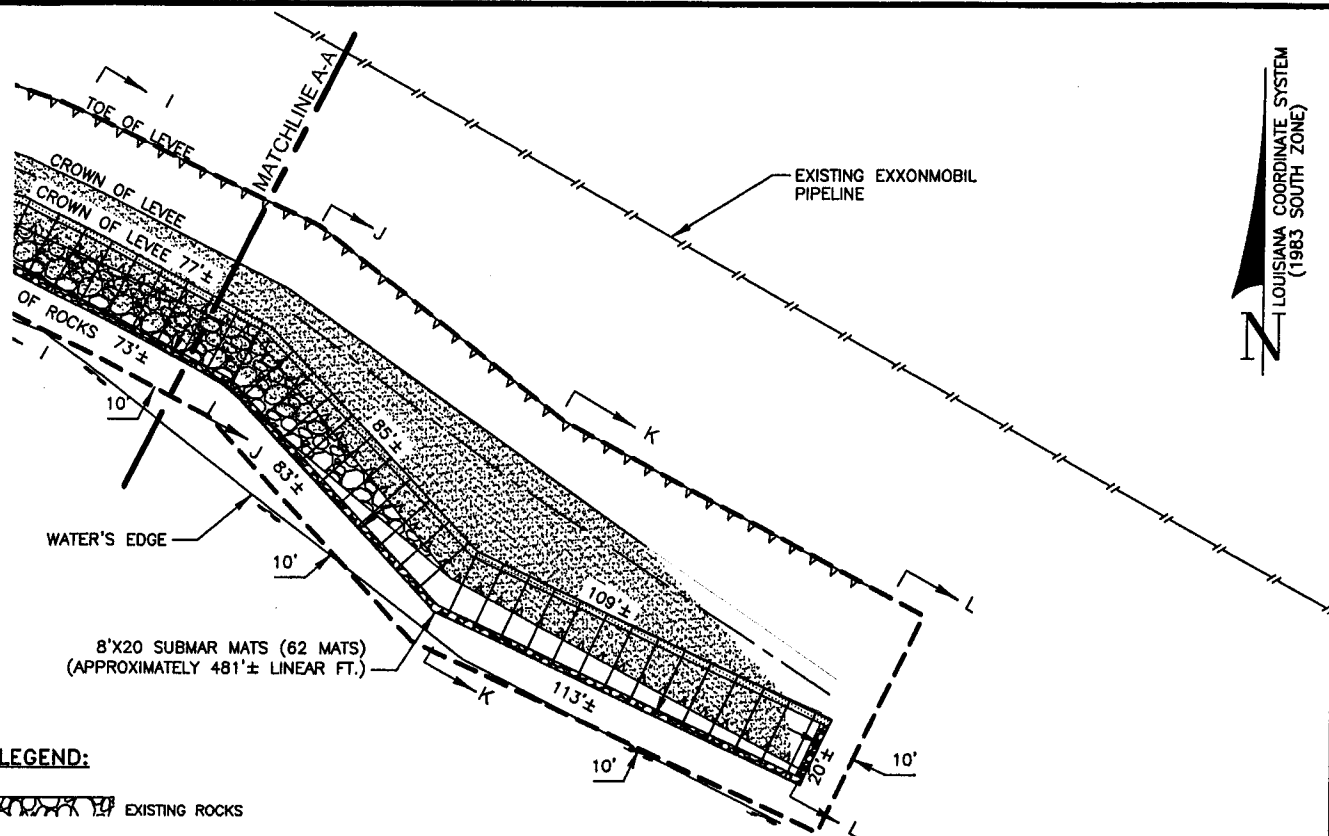 I
TOE OF LEVEE
MATCHLINE A-A
CROWN OF LEVEE
CROWN OF LEVEE 77'±
OF ROCKS 73'±
I
10'
J
J
EXISTING EXXONMOBIL
PIPELINE
LOUISIANA COORDINATE SYSTEM
(1983 SOUTH ZONE)
N
85'±
83'±
K
WATER'S EDGE
10'
109'±
L
8'X20 SUBMAR MATS (62 MATS)
(APPROXIMATELY 481'± LINEAR FT.)
K
113'±
10'
20'±
10'
L
LEGEND:
EXISTING ROCKS